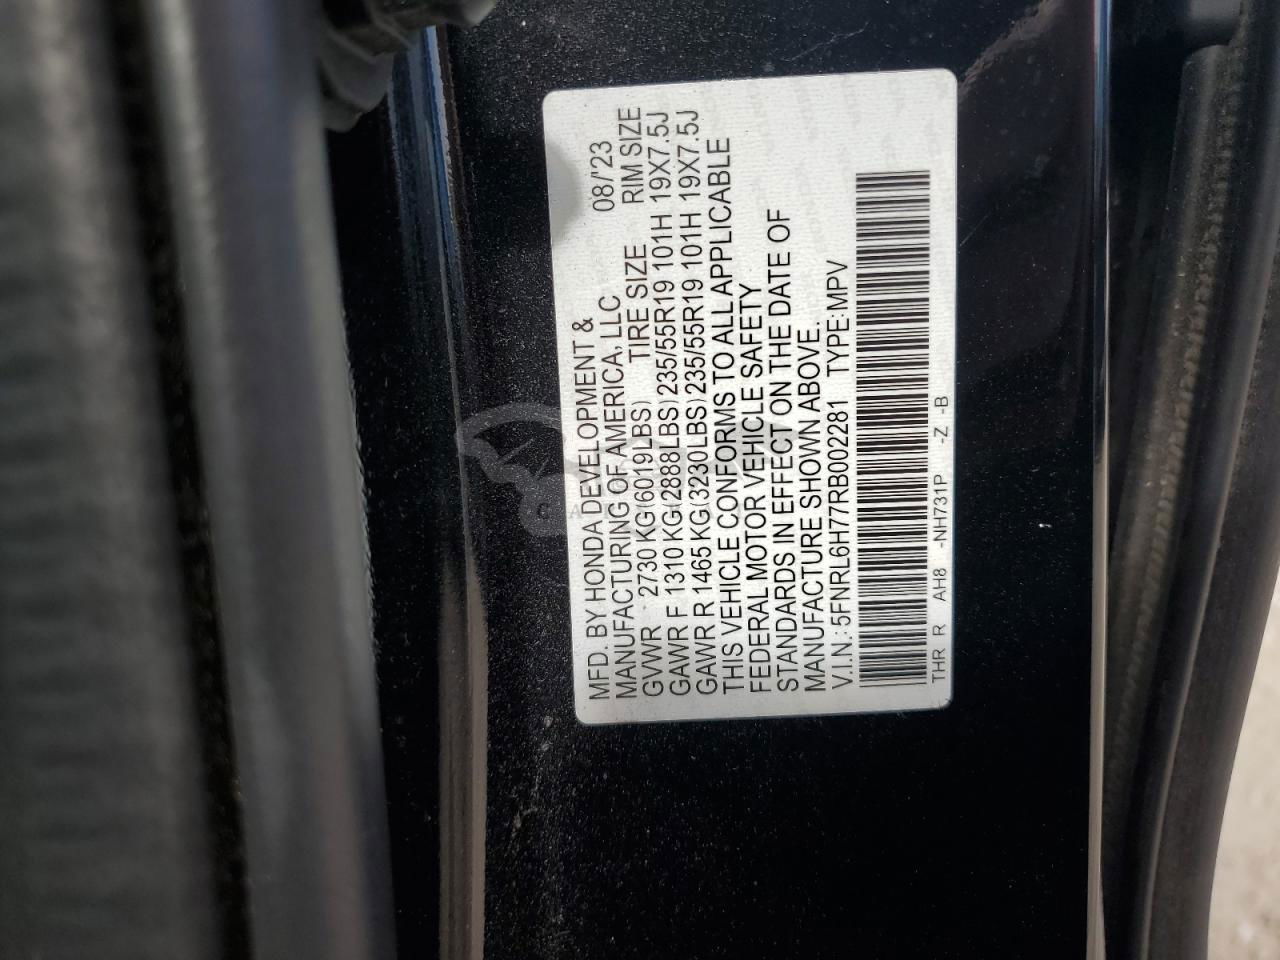 MFD. BY HONDA DEVELOPMENT & 08/'23
MANUFACTURING OF AMERICA, LLC
GVWR 2730 KG(6019LBS) TIRE SIZE RIM SIZE
GAWR F 1310 KG(2888LBS) 235/55R19 101H 19X7.5J
GAWR R 1465 KG(3230LBS) 235/55R19 101H 19X7.5J
THIS VEHICLE CONFORMS TO ALL APPLICABLE
FEDERAL MOTOR VEHICLE SAFETY
STANDARDS IN EFFECT ON THE DATE OF
MANUFACTURE SHOWN ABOVE.
V.I.N.: 5FNRL6H77RB002281 TYPE:MPV
THR R AH8 -NH731P -Z -B